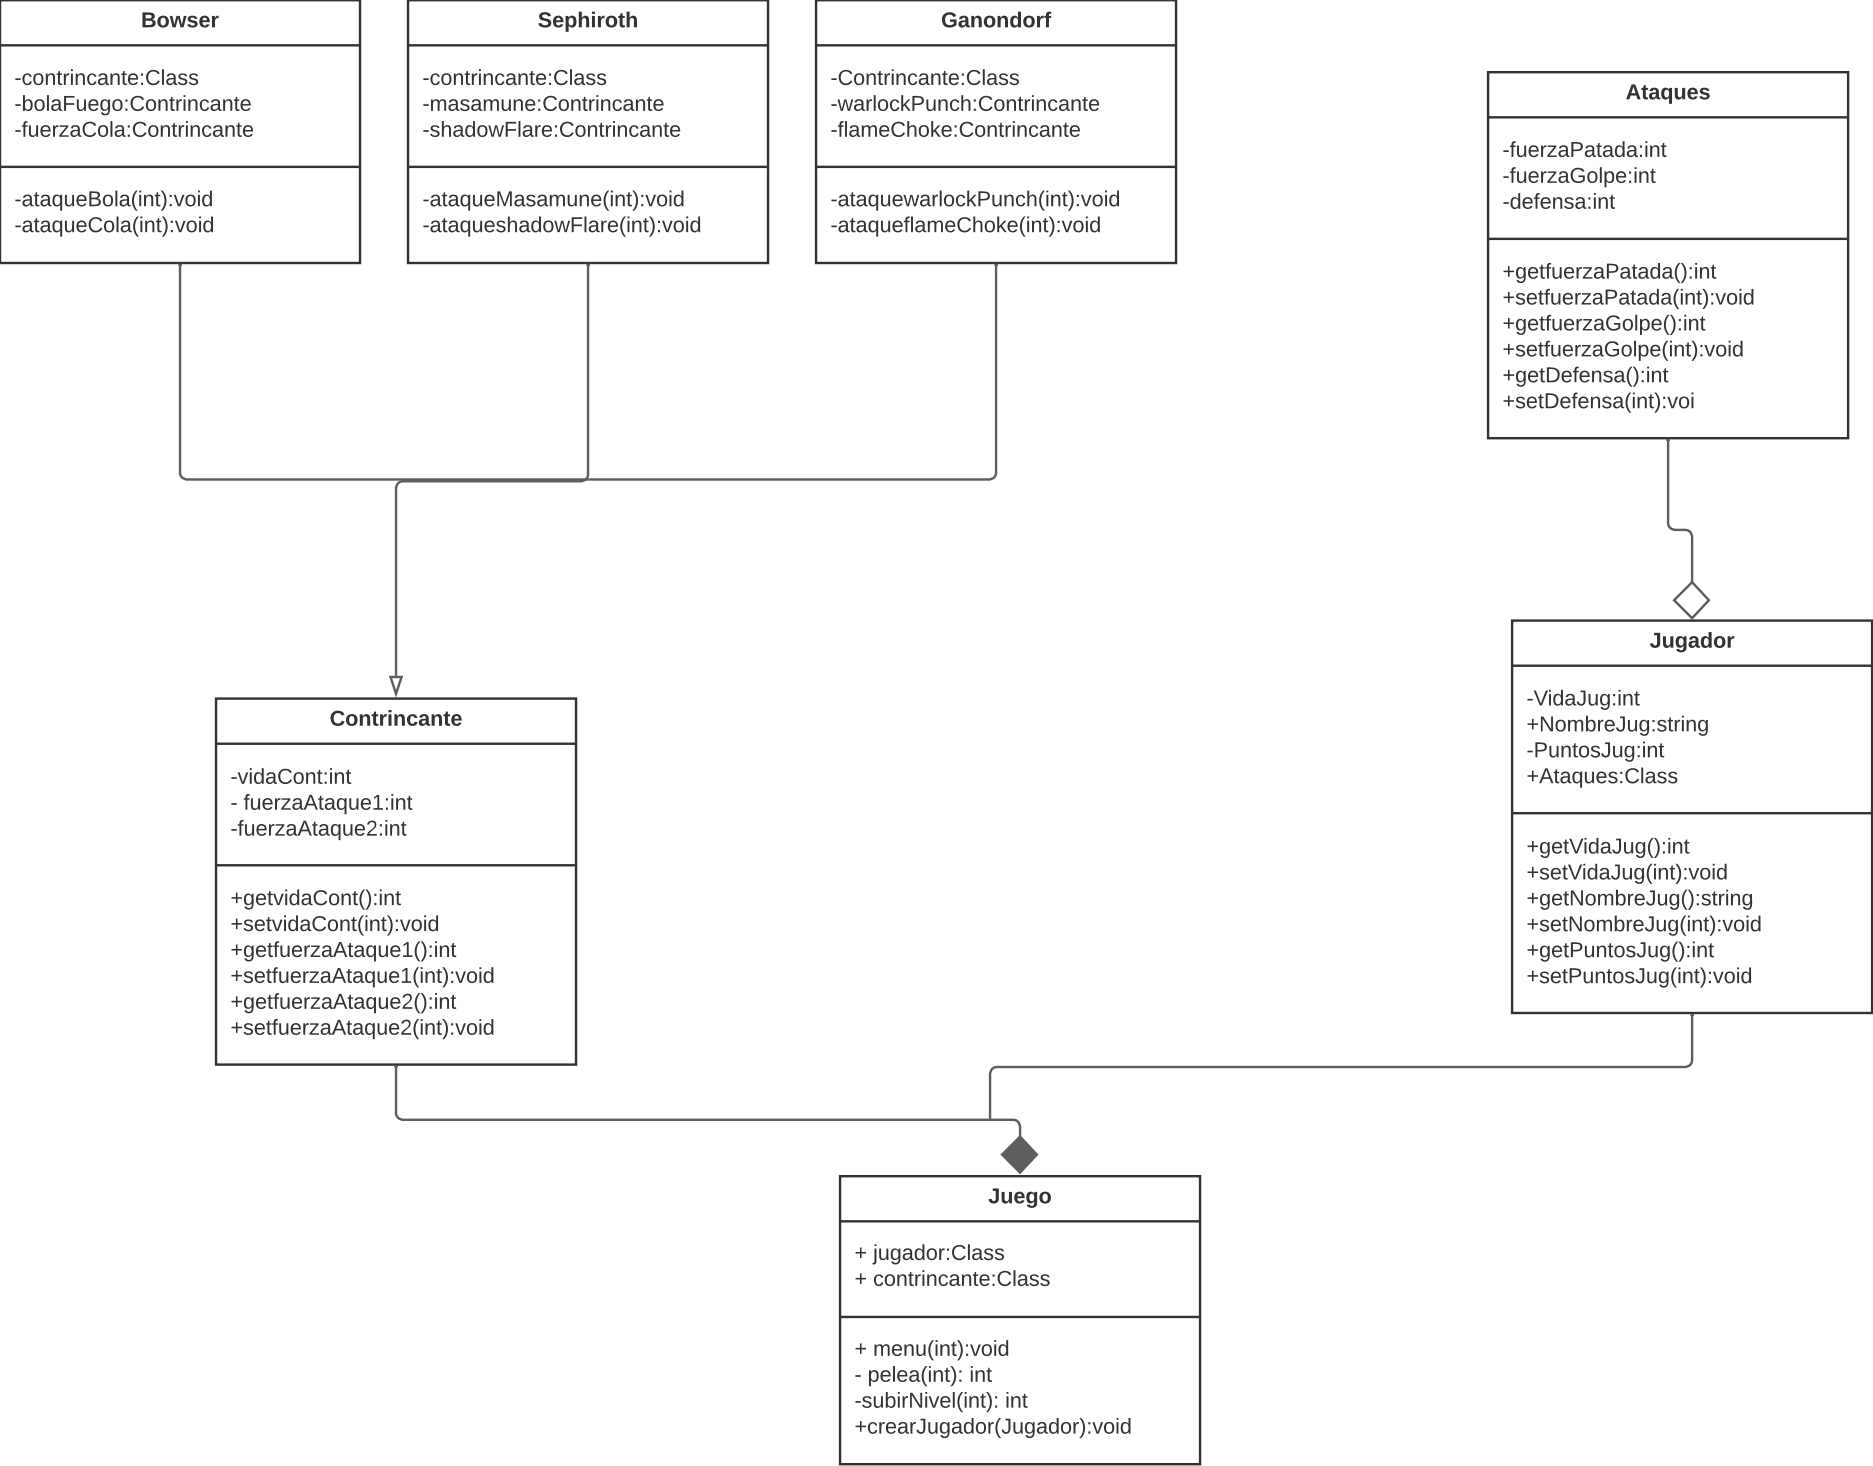 Bowser
-contrincante:Class
-bolaFuego:Contrincante
-fuerzaCola:Contrincante
-ataqueBola(int):void
-ataqueCola(int):void
Sephiroth
-contrincante:Class
-masamune:Contrincante
-shadowFlare:Contrincante
-ataqueMasamune(int):void
-ataqueshadowFlare(int):void
Ganondorf
-Contrincante:Class
-warlockPunch:Contrincante
-flameChoke:Contrincante
-ataquewarlockPunch(int):void
-ataqueflameChoke(int):void
Ataques
-fuerzaPatada:int
-fuerzaGolpe:int
-defensa:int
+getfuerzaPatada():int
+setfuerzaPatada(int):void
+getfuerzaGolpe():int
+setfuerzaGolpe(int):void
+getDefensa():int
+setDefensa(int):voi
Contrincante
-vidaCont:int
- fuerzaAtaque1:int
-fuerzaAtaque2:int
+getvidaCont():int
+setvidaCont(int):void
+getfuerzaAtaque1():int
+setfuerzaAtaque1(int):void
+getfuerzaAtaque2():int
+setfuerzaAtaque2(int):void
Jugador
-VidaJug:int
+NombreJug:string
-PuntosJug:int
+Ataques:Class
+getVidaJug():int
+setVidaJug(int):void
+getNombreJug():string
+setNombreJug(int):void
+getPuntosJug():int
+setPuntosJug(int):void
Juego
+ jugador:Class
+ contrincante:Class
+ menu(int):void
- pelea(int): int
-subirNivel(int): int
+crearJugador(Jugador):void